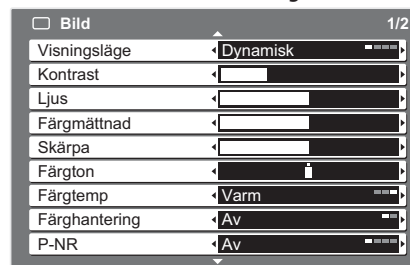 Bild 1/2
Visningsläge Dynamisk
Kontrast
Ljus
Färgmättnad
Skärpa
Färgton
Färgtemp Varm
Färghantering Av
P-NR Av